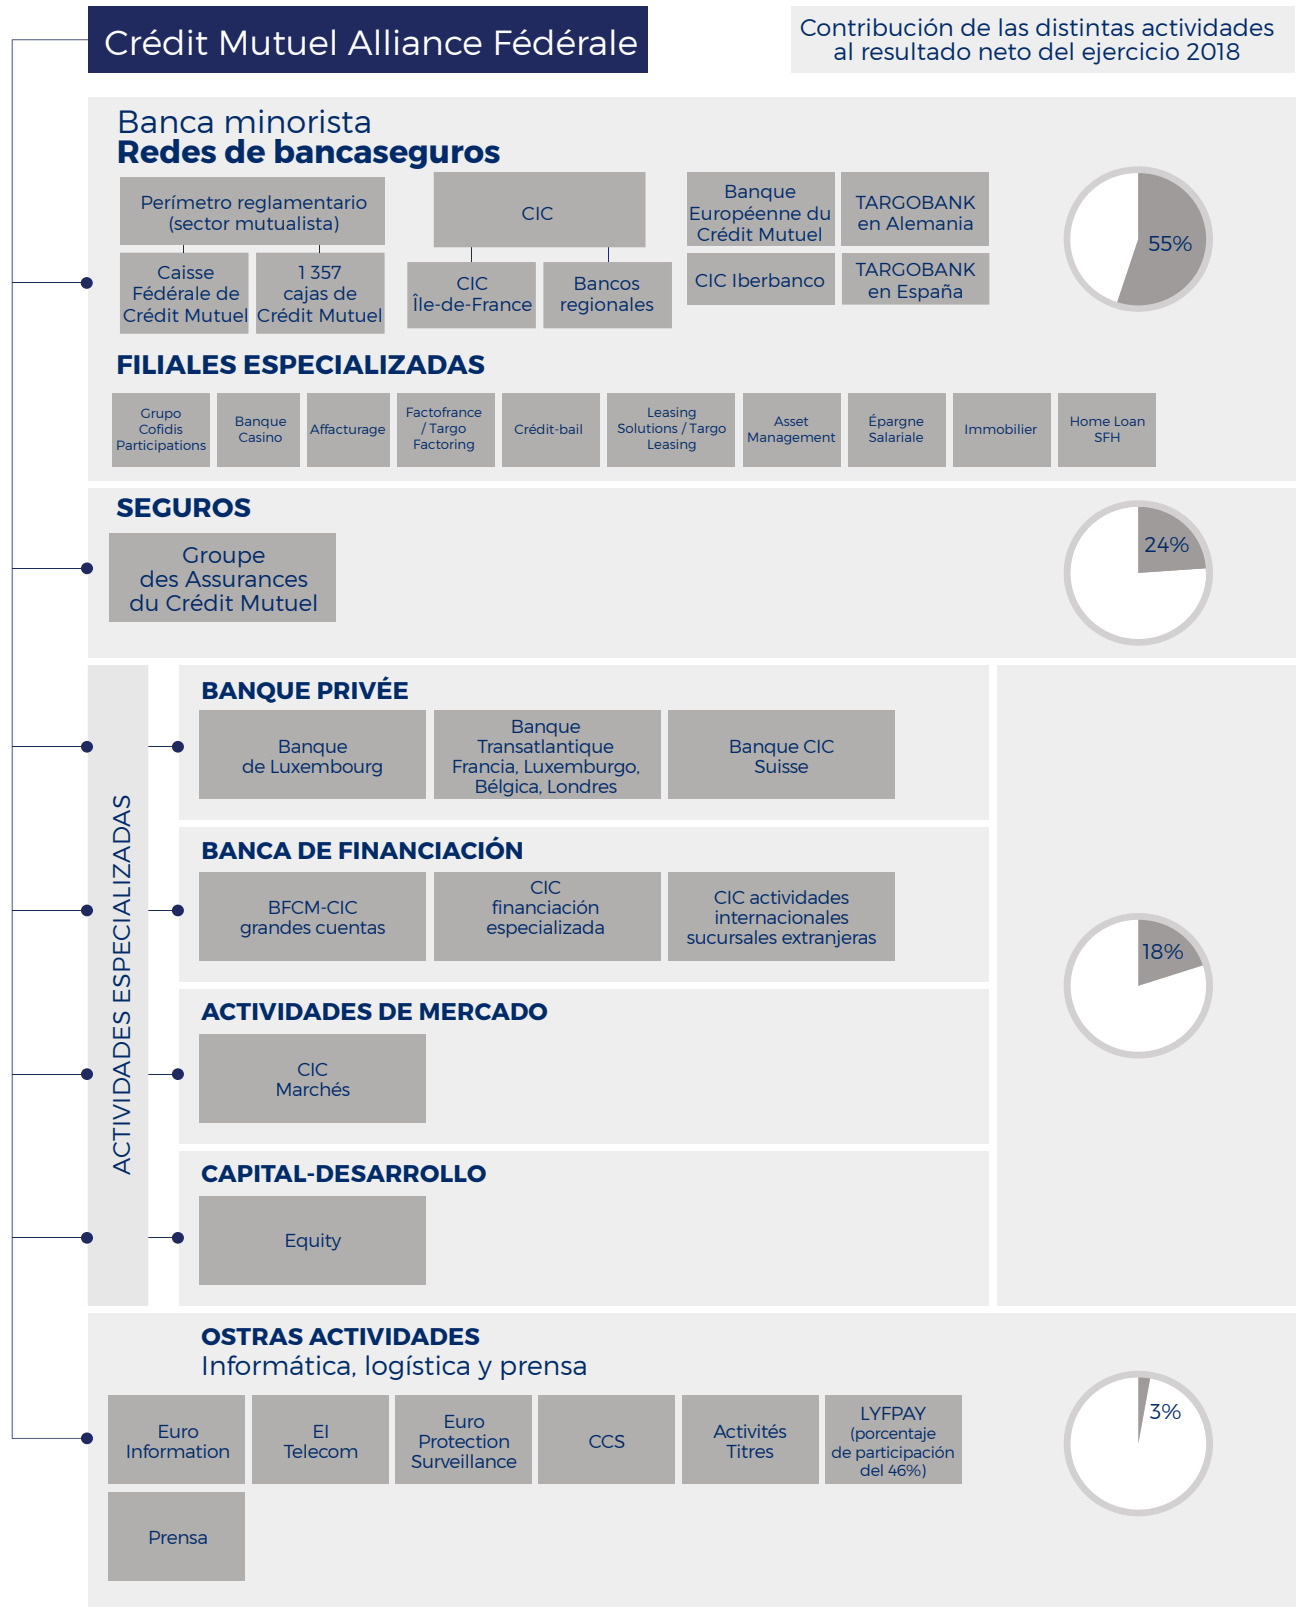 Crédit Mutuel Alliance Fédérale
Contribución de las distintas actividades
al resultado neto del ejercicio 2018
Banca minorista
Redes de bancaseguros
Perímetro reglamentario
(sector mutualista)
Caisse
Fédérale de
Crédit Mutuel
1 357
cajas de
Crédit Mutuel
CIC
CIC
Île-de-France
Bancos
regionales
Banque
Européenne du
Crédit Mutuel
TARGOBANK
en Alemania
CIC Iberbanco
TARGOBANK
en España
55%
FILIALES ESPECIALIZADAS
Grupo
Cofidis
Participations
Banque
Casino
Affacturage
Factofrance
/ Targo
Factoring
Crédit-bail
Leasing
Solutions / Targo
Leasing
Asset
Management
Épargne
Salariale
Immobilier
Home Loan
SFH
SEGUROS
Groupe
des Assurances
du Crédit Mutuel
24%
ACTIVIDADES ESPECIALIZADAS
BANQUE PRIVÉE
Banque
de Luxembourg
Banque
Transatlantique
Francia, Luxemburgo,
Bélgica, Londres
Banque CIC
Suisse
BANCA DE FINANCIACIÓN
BFCM-CIC
grandes cuentas
CIC
financiación
especializada
CIC actividades
internacionales
sucursales extranjeras
18%
ACTIVIDADES DE MERCADO
CIC
Marchés
CAPITAL-DESARROLLO
Equity
OSTRAS ACTIVIDADES
Informática, logística y prensa
Euro
Information
EI
Telecom
Euro
Protection
Surveillance
CCS
Activités
Titres
LYFPAY
(porcentaje
de participación
del 46%)
3%
Prensa